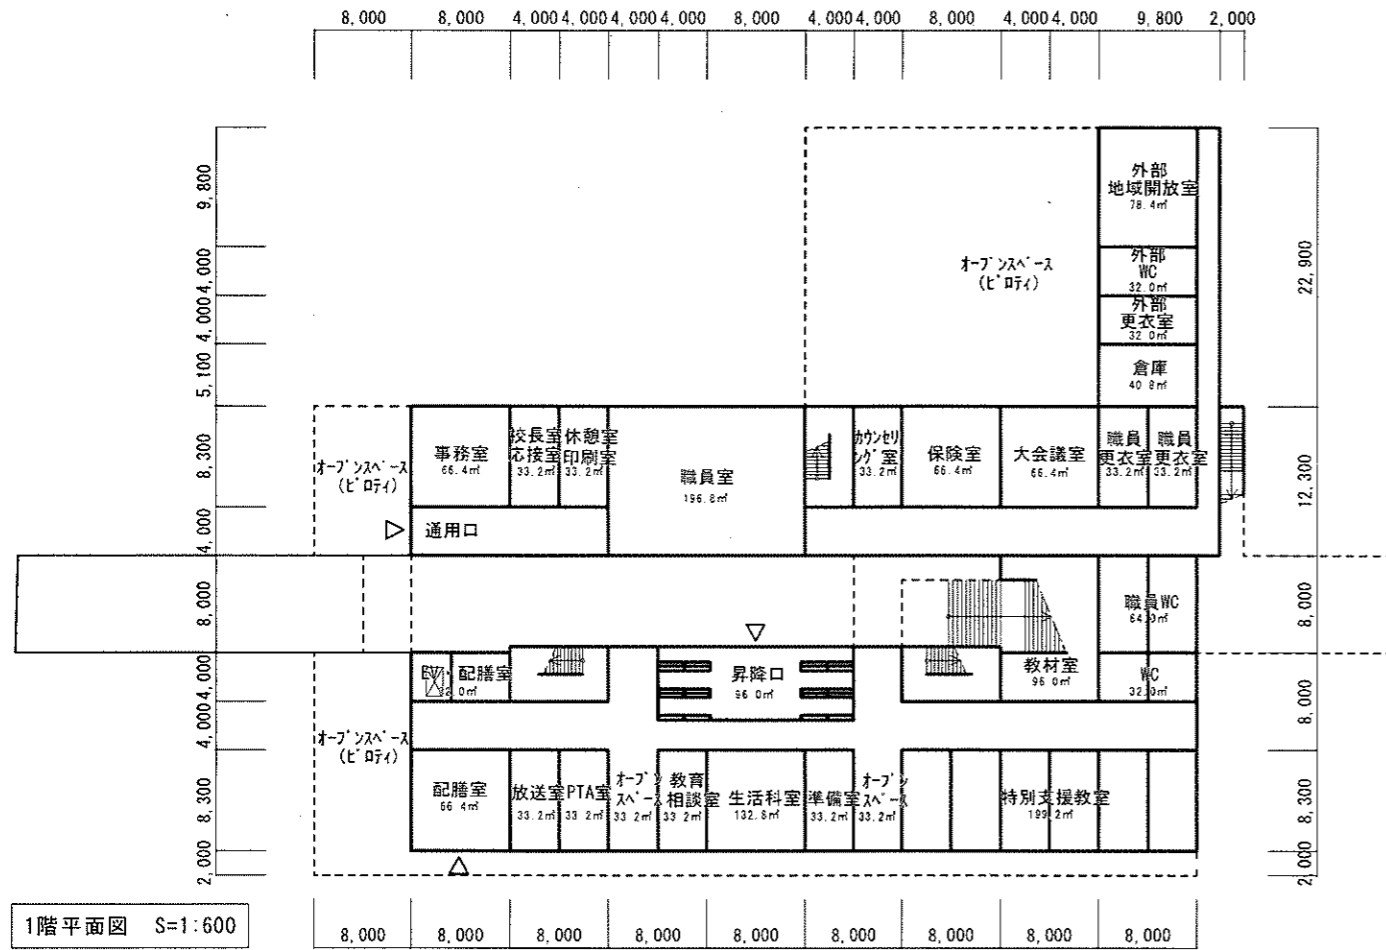 8,000 8,000 4,000 4,000 4,000 4,000 8,000 4,000 4,000 8,000 4,000 4,000 9,800 2,000
9,800
4,000
4,000
5,100
8,300
4,000
8,000
4,000
4,000
8,300
2,000
22,900
12,300
8,000
8,000
8,300
2,000
外部
地域開放室
78.4㎡
外部
WC
32.0㎡
外部
更衣室
32.0㎡
倉庫
40.8㎡
オープンスペース
(ピロティ)
オープンスペース
(ピロティ)
事務室
66.4㎡
校長室
応接室
33.2㎡
休憩室
印刷室
33.2㎡
職員室
196.8㎡
カウンセリ
ング室
33.2㎡
保険室
66.4㎡
大会議室
66.4㎡
職員
更衣室
33.2㎡
職員
更衣室
33.2㎡
通用口
職員WC
64.0㎡
EV
配膳室
32.0㎡
昇降口
96.0㎡
教材室
96.0㎡
WC
32.0㎡
オープンスペース
(ピロティ)
配膳室
66.4㎡
放送室
33.2㎡
PTA室
33.2㎡
オープン
スペース
33.2㎡
教育
相談室
33.2㎡
生活科室
132.8㎡
準備室
33.2㎡
オープン
スペース
33.2㎡
特別支援教室
199.2㎡
1階平面図 S=1:600
8,000 8,000 8,000 8,000 8,000 8,000 8,000 8,000 8,000